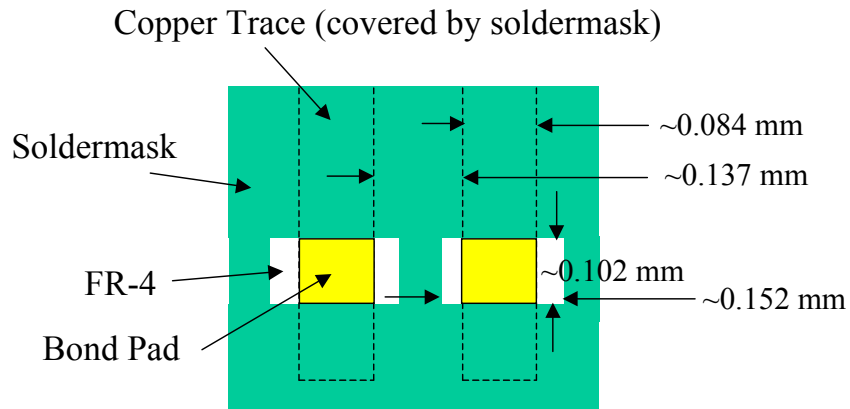 Copper Trace (covered by soldermask)
~0.084 mm
Soldermask
~0.137 mm
~0.102 mm
FR-4
~0.152 mm
Bond Pad